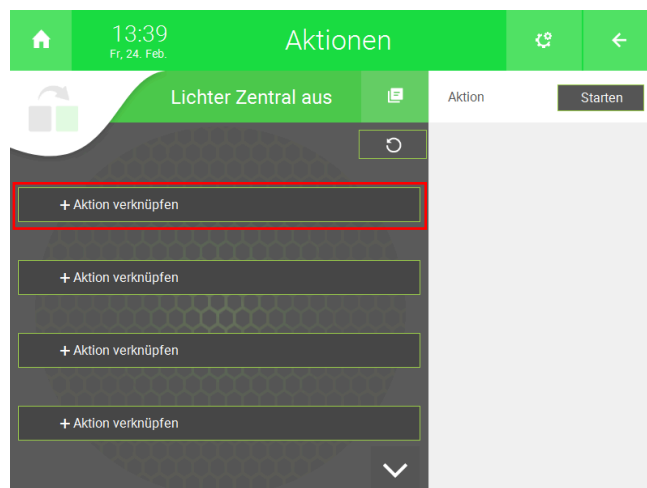 13:39
Fr, 24. Feb.
Aktionen
Lichter Zentral aus
Aktion
Starten
+ Aktion verknüpfen
+ Aktion verknüpfen
+ Aktion verknüpfen
+ Aktion verknüpfen